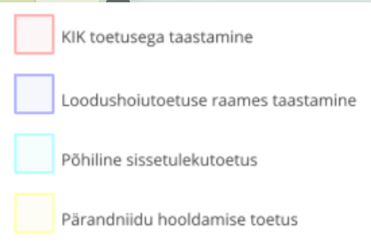 KIK toetusega taastamine
Loodushoiutoetuse raames taastamine
Põhiline sissetulekutoetus
Pärandniidu hooldamise toetus